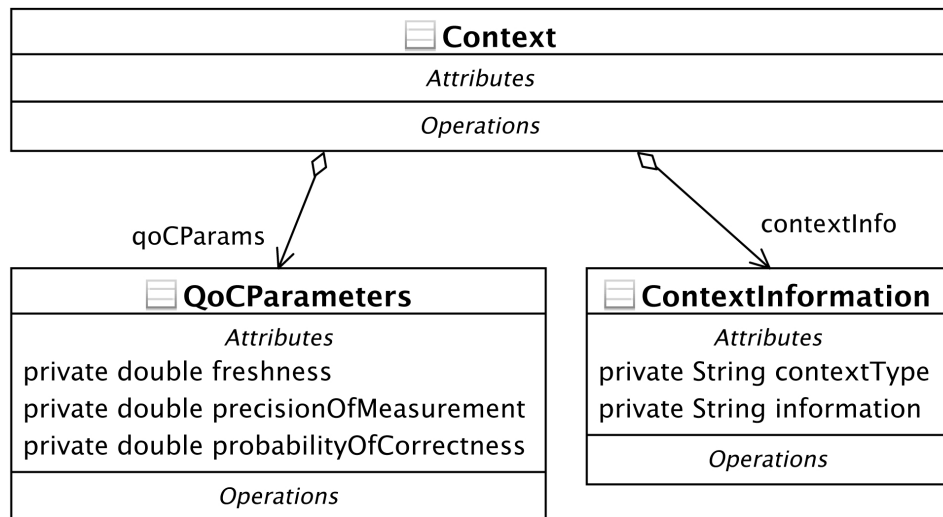 Context
Attributes
Operations
qoCParams
contextInfo
QoCParameters
Attributes
private double freshness
private double precisionOfMeasurement
private double probabilityOfCorrectness
Operations
ContextInformation
Attributes
private String contextType
private String information
Operations